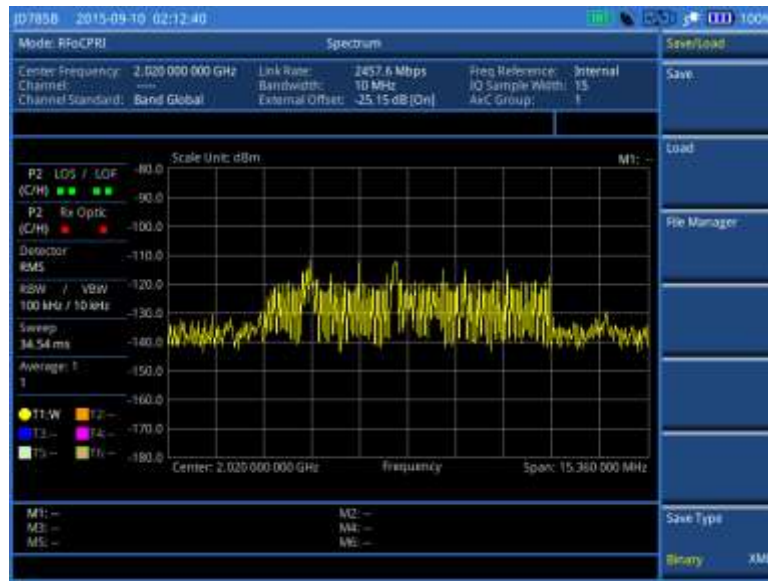 JD785B 2015-09-10 02:12:40 100%
Mode: RFoCPRI Spectrum Save/Load
Center Frequency: 2.020 000 000 GHz Link Rate: 2457.6 Mbps Freq Reference: Internal
Channel: ---- Bandwidth: 10 MHz IQ Sample Width: 15
Channel Standard: Band Global External Offset: -25.15 dB [On] AxC Group: 1
Save
Load
Scale Unit: dBm M1: --
P2 LOS / LOF
(C/H)
P2 Rx Optic
(C/H)
Detector
RMS
RBW / VBW
100 kHz / 10 kHz
Sweep
34.54 ms
Average: 1
1
T1:W T2:--
T3:-- T4:--
T5:-- T6:--
-80.0
-90.0
-100.0
-110.0
-120.0
-130.0
-140.0
-150.0
-160.0
-170.0
-180.0
Center: 2.020 000 000 GHz Frequency Span: 15.360 000 MHz
File Manager
M1: -- M2: --
M3: -- M4: --
M5: -- M6: --
Save Type
Binary XML